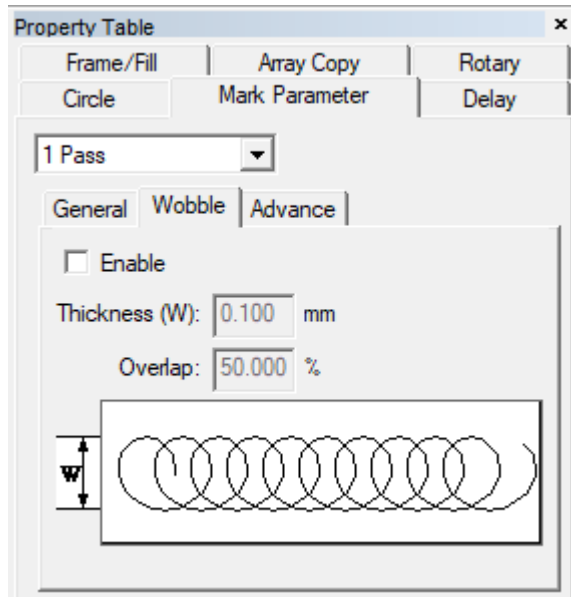 Property Table ×
Frame/Fill Array Copy Rotary
Circle Mark Parameter Delay
1 Pass
General Wobble Advance
Enable
Thickness (W): 0.100 mm
Overlap: 50.000 %
W